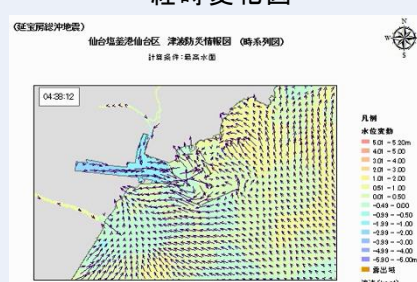 経時変化図
(延宝房総沖地震)
仙台塩釜港仙台区 津波防災情報図 (時系列図)
計算条件:最高水面
N
W
E
S
04:28:12
凡例
水位変動
5.01 - 5.20m
4.01 - 5.00
3.01 - 4.00
2.01 - 3.00
1.01 - 2.00
0.51 - 1.00
0.01 - 0.50
-0.49 - 0.00
-0.99 - -0.50
-1.99 - -1.00
-2.99 - -2.00
-3.99 - -3.00
-4.99 - -4.00
-5.90 - -5.00m
露出域